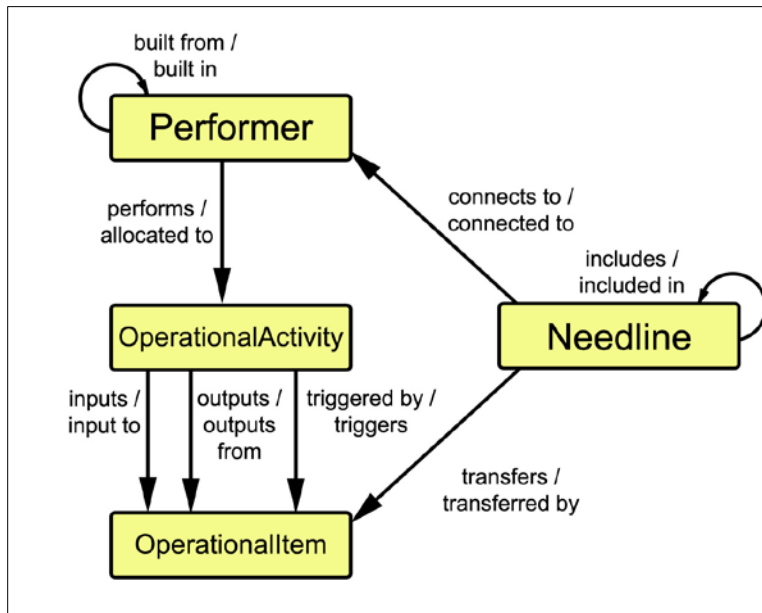 built from /
built in
Performer
performs /
allocated to
connects to /
connected to
includes /
included in
OperationalActivity
Needline
inputs /
input to
outputs /
outputs
from
triggered by /
triggers
transfers /
transferred by
OperationalItem